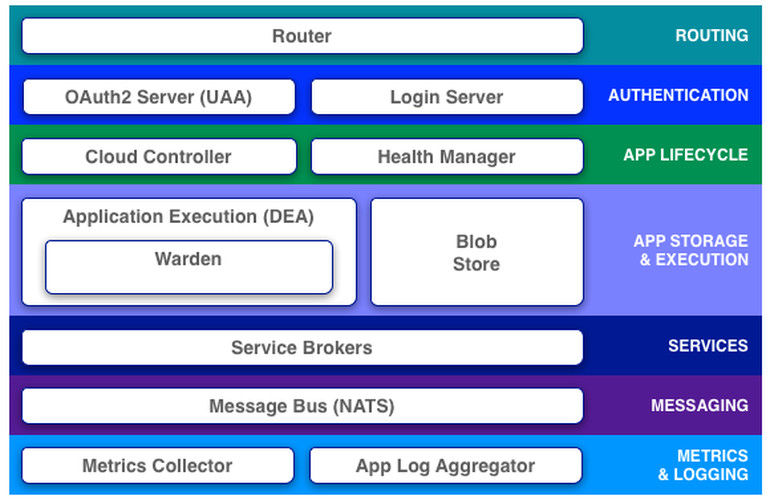 Router
ROUTING
OAuth2 Server (UAA)
Login Server
AUTHENTICATION
Cloud Controller
Health Manager
APP LIFECYCLE
Application Execution (DEA)
Warden
Blob
Store
APP STORAGE
& EXECUTION
Service Brokers
SERVICES
Message Bus (NATS)
MESSAGING
Metrics Collector
App Log Aggregator
METRICS
& LOGGING